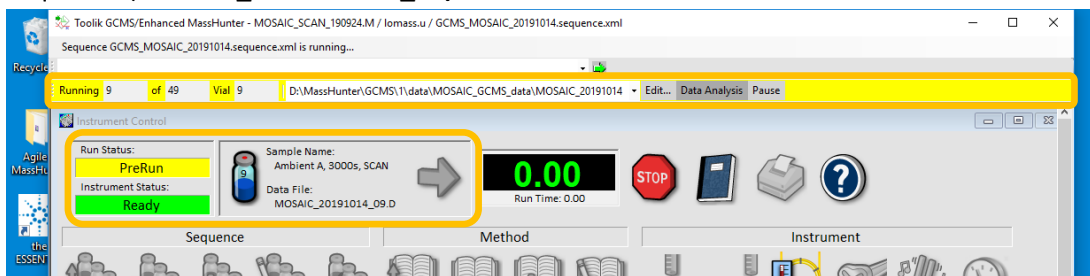 Toolik GCMS/Enhanced MassHunter - MOSAIC_SCAN_190924.M / lomass.u / GCMS_MOSAIC_20191014.sequence.xml
Sequence GCMS_MOSAIC_20191014.sequence.xml is running...
Recycle
Running 9 of 49 Vial 9 D:\MassHunter\GCMS\1\data\MOSAIC_GCMS_data\MOSAIC_20191014 Edit... Data Analysis Pause
Instrument Control
Run Status:
PreRun
Instrument Status:
Ready
9
Sample Name:
Ambient A, 3000s, SCAN
Data File:
MOSAIC_20191014_09.D
0.00
Run Time: 0.00
STOP
?
Agile
MassHu
Sequence Method Instrument
the
ESSEN